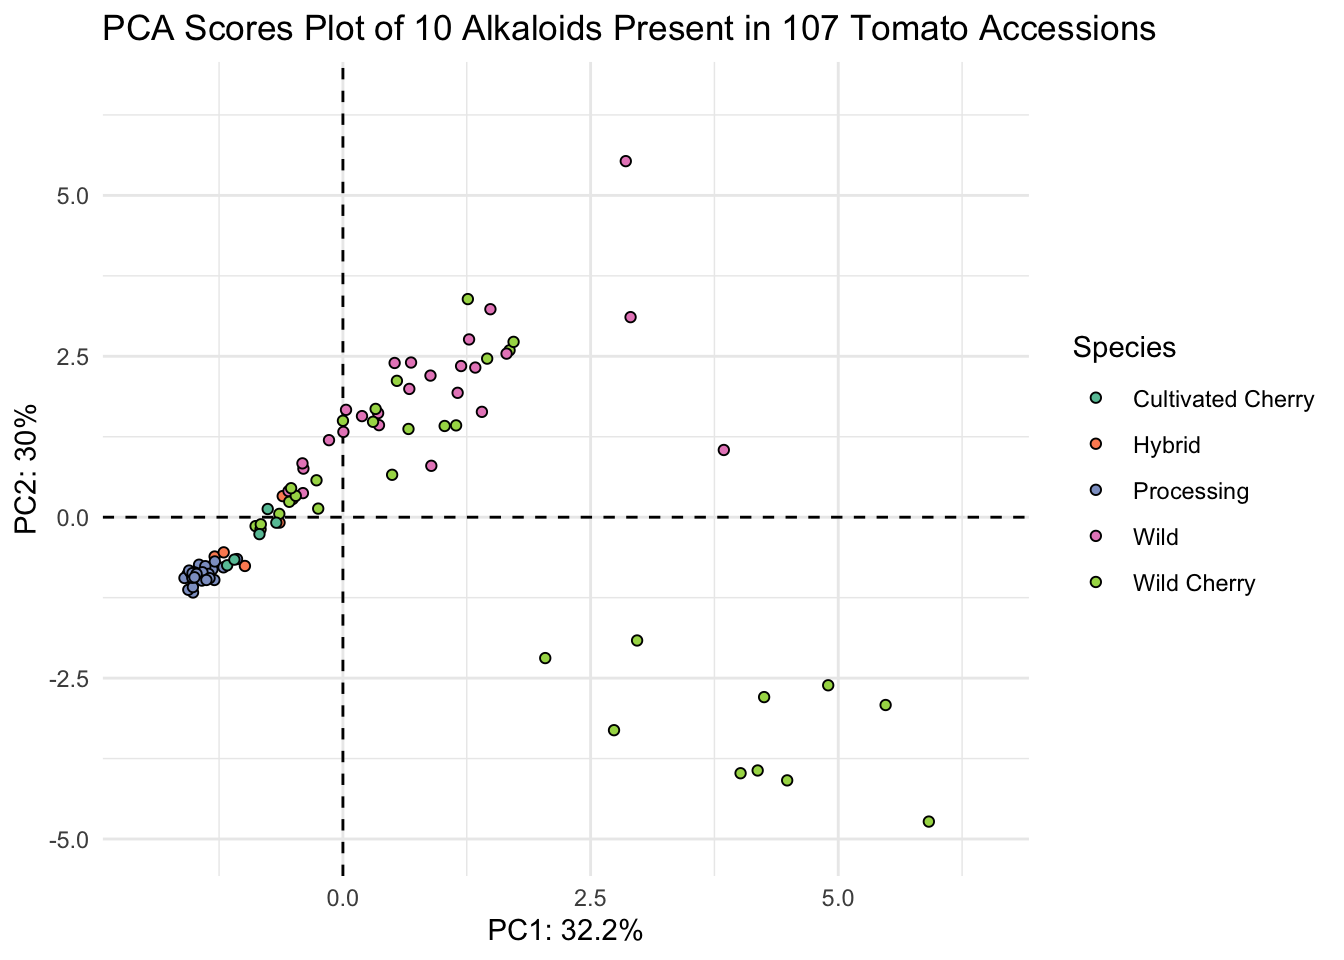 PCA Scores Plot of 10 Alkaloids Present in 107 Tomato Accessions
5.0
2.5
0.0
-2.5
-5.0
PC2: 30%
0.0 2.5 5.0
PC1: 32.2%
Species
Cultivated Cherry
Hybrid
Processing
Wild
Wild Cherry